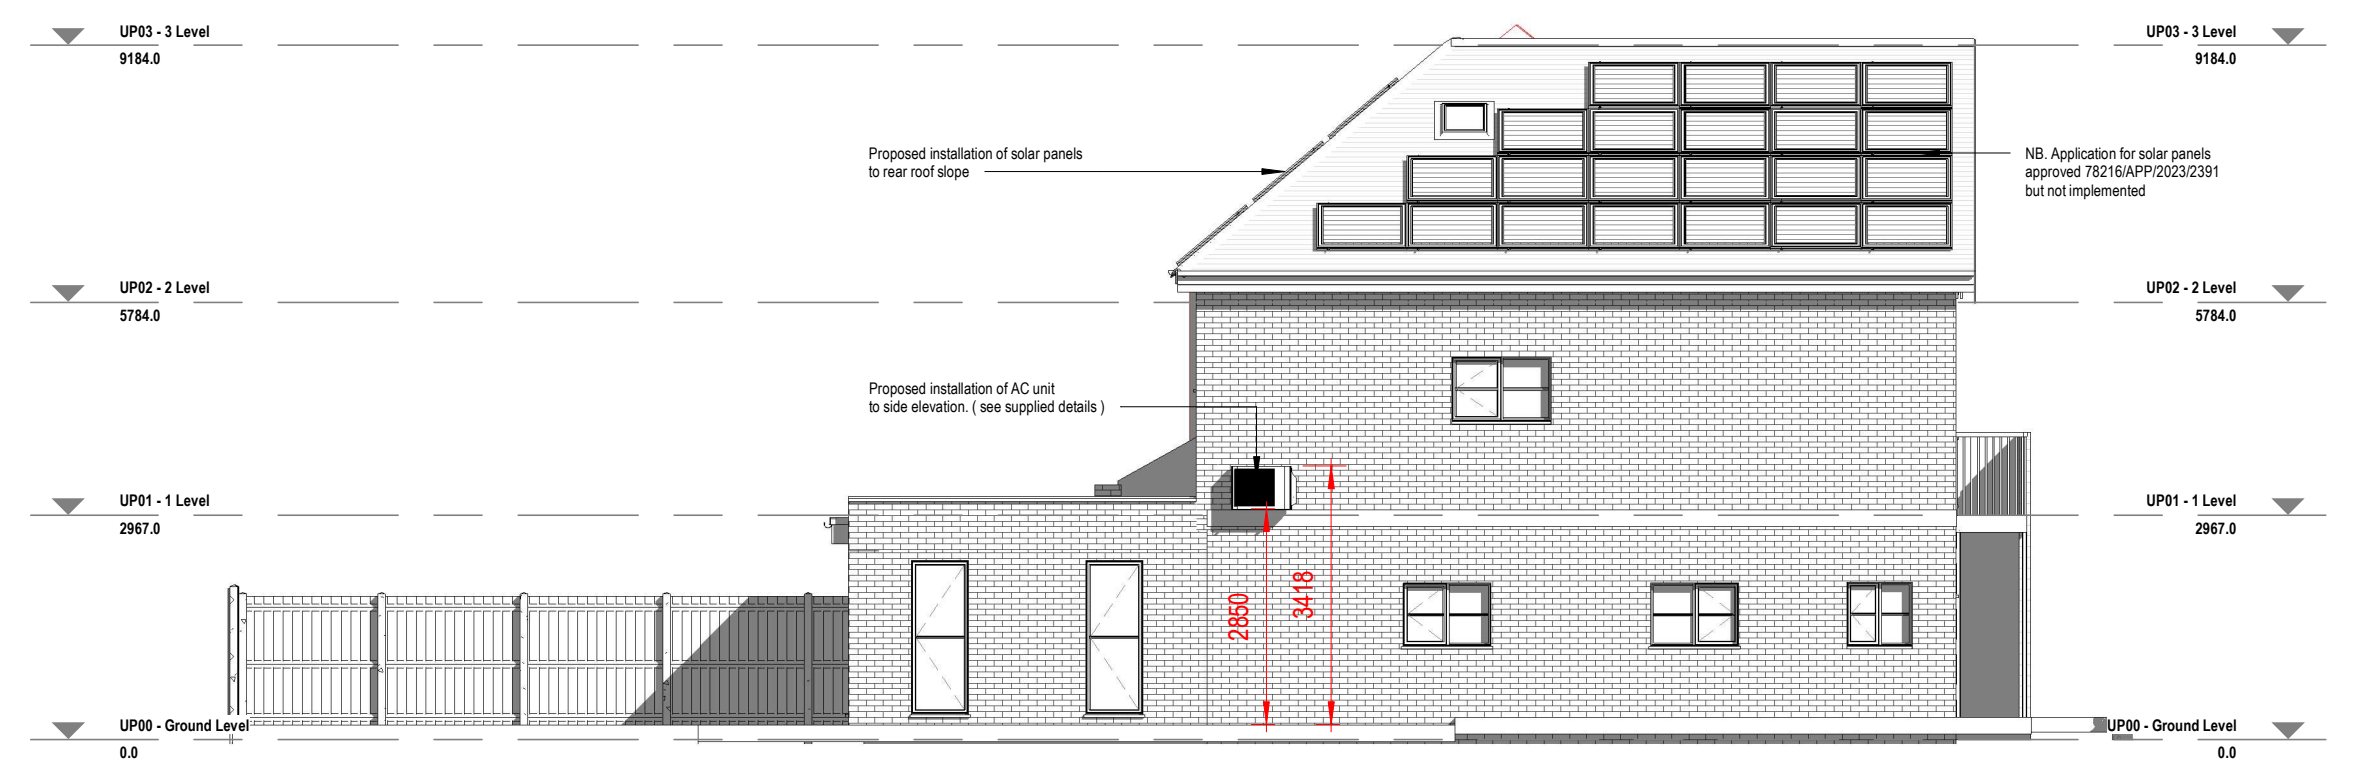 UP03 - 3 Level
9184.0
UP03 - 3 Level
9184.0
Proposed installation of solar panels
to rear roof slope
NB. Application for solar panels
approved 78216/APP/2023/2391
but not implemented
UP02 - 2 Level
5784.0
UP02 - 2 Level
5784.0
Proposed installation of AC unit
to side elevation. ( see supplied details )
UP01 - 1 Level
2967.0
UP01 - 1 Level
2967.0
2850
3418
UP00 - Ground Level
0.0
UP00 - Ground Level
0.0